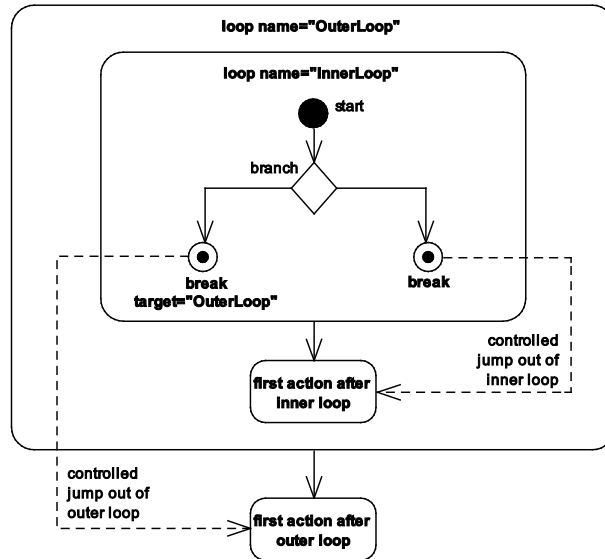 loop name="OuterLoop"
loop name="InnerLoop"
start
branch
break
target="OuterLoop"
break
controlled
jump out of
inner loop
first action after
inner loop
controlled
jump out of
outer loop
first action after
outer loop